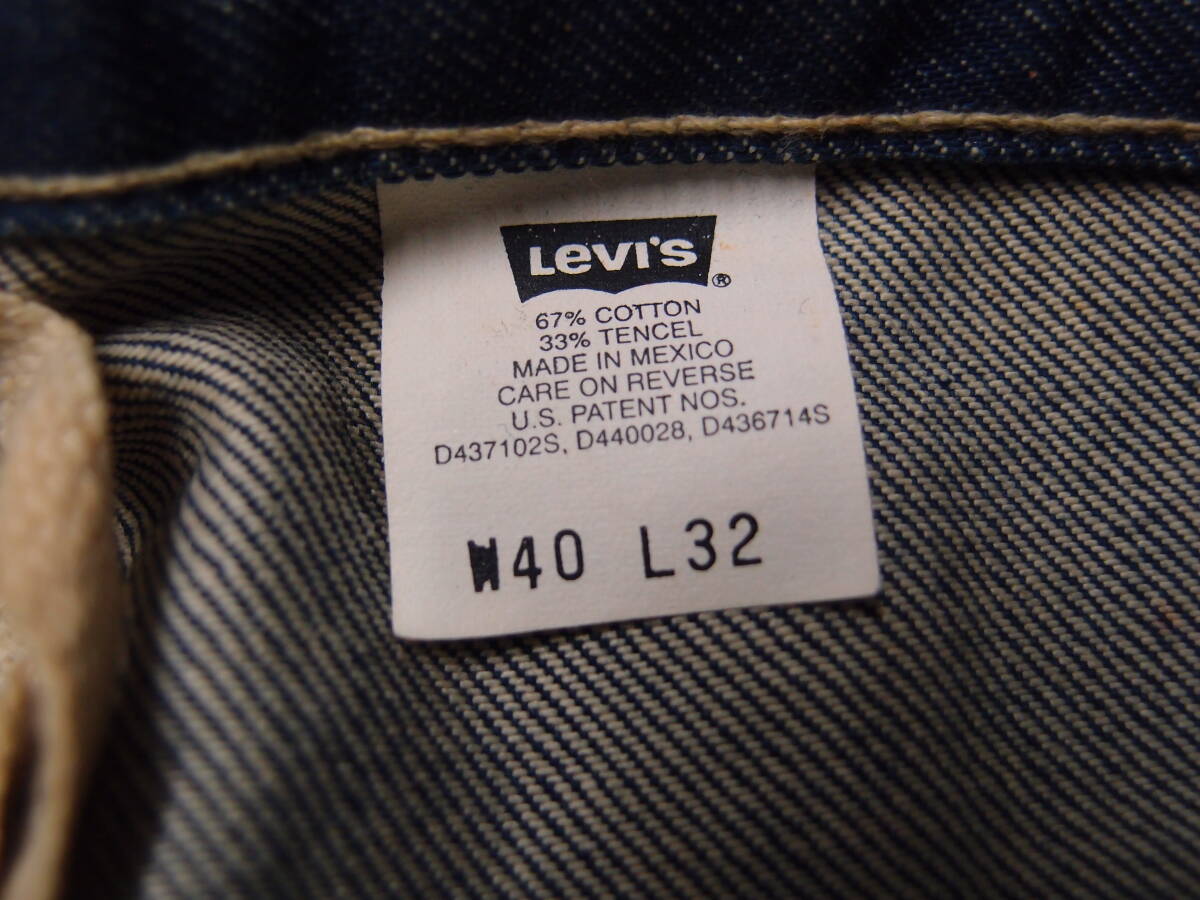 Levi's®
67% COTTON
33% TENCEL
MADE IN MEXICO
CARE ON REVERSE
U.S. PATENT NOS.
D437102S, D440028, D436714S
W40 L32